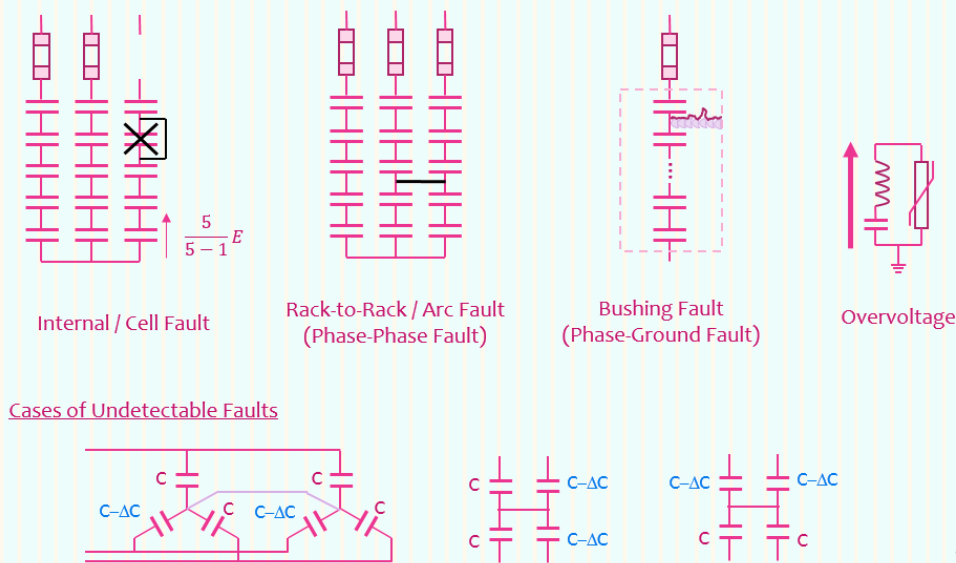 5
5 − 1
E
Internal / Cell Fault
Rack-to-Rack / Arc Fault
(Phase-Phase Fault)
Bushing Fault
(Phase-Ground Fault)
Overvoltage
Cases of Undetectable Faults
C
C
C−ΔC
C
C−ΔC
C
C
C−ΔC
C
C−ΔC
C−ΔC
C−ΔC
C
C